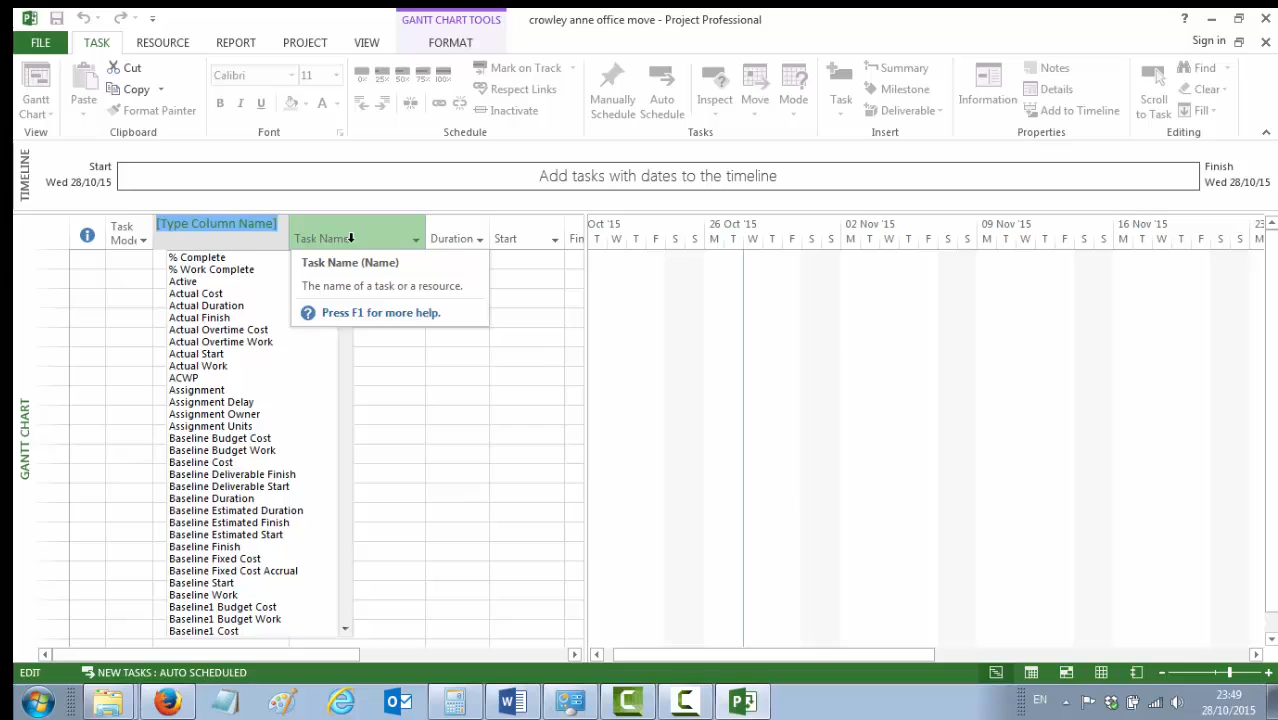 GANTT CHART TOOLS
crowley anne office move - Project Professional
?
FILE TASK RESOURCE REPORT PROJECT VIEW FORMAT
Sign in
Gantt Chart
View
Paste
Cut
Copy
Format Painter
Clipboard
Calibri 11
B I U A
Font
0% 25% 50% 75% 100%
Mark on Track
Respect Links
Inactivate
Schedule
Manually Schedule
Auto Schedule
Inspect
Move
Mode
Tasks
Task
Summary
Milestone
Deliverable
Insert
Information
Notes
Details
Add to Timeline
Properties
Scroll to Task
Find
Clear
Fill
Editing
TIMELINE
Start
Wed 28/10/15
Add tasks with dates to the timeline
Finish
Wed 28/10/15
GANTT CHART
Task Mode
[Type Column Name]
Task Name
Duration
Start
Fin
Oct '15 26 Oct '15 02 Nov '15 09 Nov '15 16 Nov '15 23
T W T F S S M T W T F S S M T W T F S S M T W T F S S M T W T F S S M
Task Name (Name)
The name of a task or a resource.
Press F1 for more help.
% Complete
% Work Complete
Active
Actual Cost
Actual Duration
Actual Finish
Actual Overtime Cost
Actual Overtime Work
Actual Start
Actual Work
ACWP
Assignment
Assignment Delay
Assignment Owner
Assignment Units
Baseline Budget Cost
Baseline Budget Work
Baseline Cost
Baseline Deliverable Finish
Baseline Deliverable Start
Baseline Duration
Baseline Estimated Duration
Baseline Estimated Finish
Baseline Estimated Start
Baseline Finish
Baseline Fixed Cost
Baseline Fixed Cost Accrual
Baseline Start
Baseline Work
Baseline1 Budget Cost
Baseline1 Budget Work
Baseline1 Cost
EDIT NEW TASKS : AUTO SCHEDULED
EN
23:49
28/10/2015